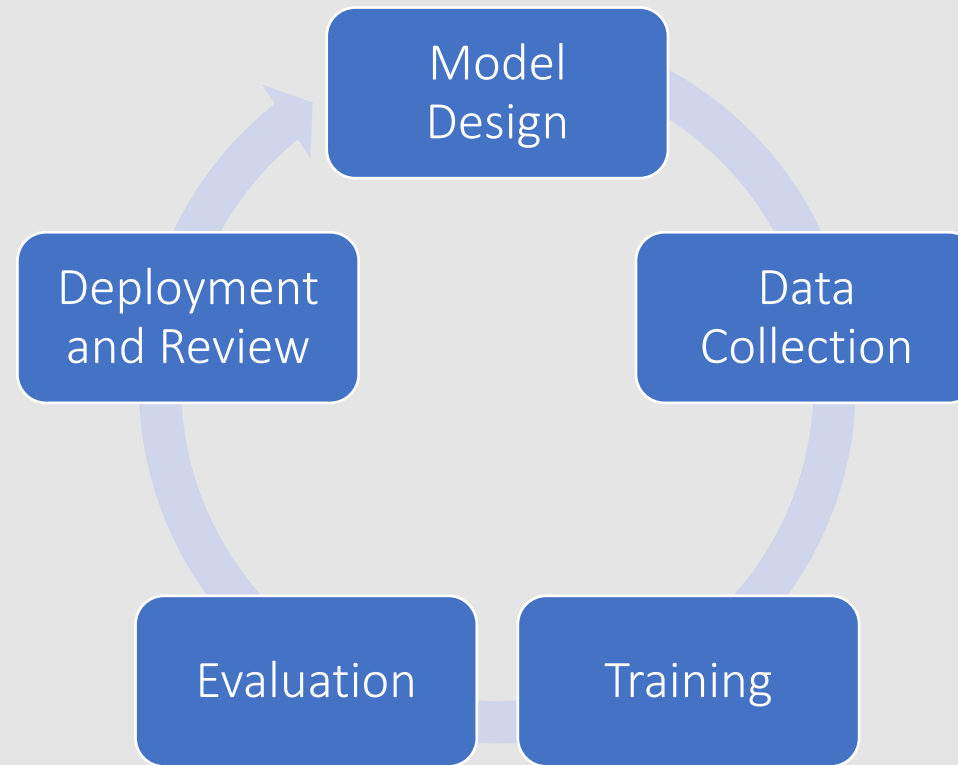 Model
Design
Data
Collection
Training
Evaluation
Deployment
and Review